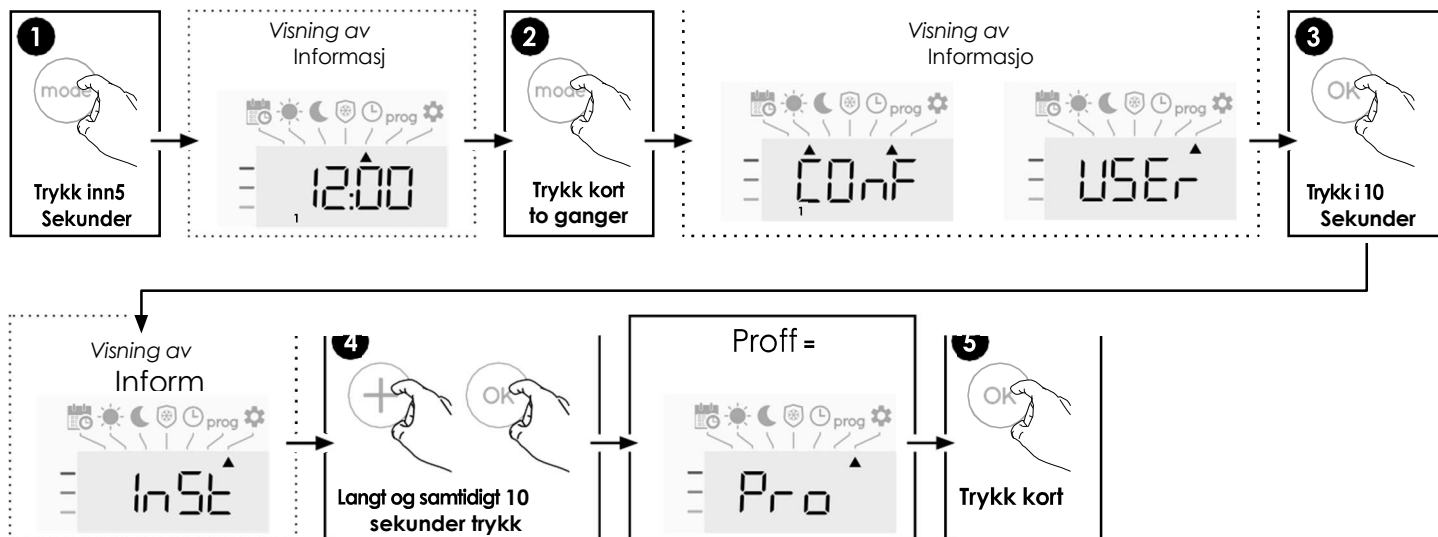 1
mode
Trykk inn5
Sekunder
Visning av
Informasj
prog
12:00
1
2
mode
Trykk kort
to ganger
Visning av
Informasjo
prog
COnF
1
prog
USEr
3
OK
Trykk i 10
Sekunder
Visning av
Inform
prog
InSt
4
+
OK
Langt og samtidigt 10
sekunder trykk
Proff =
prog
Pro
5
OK
Trykk kort